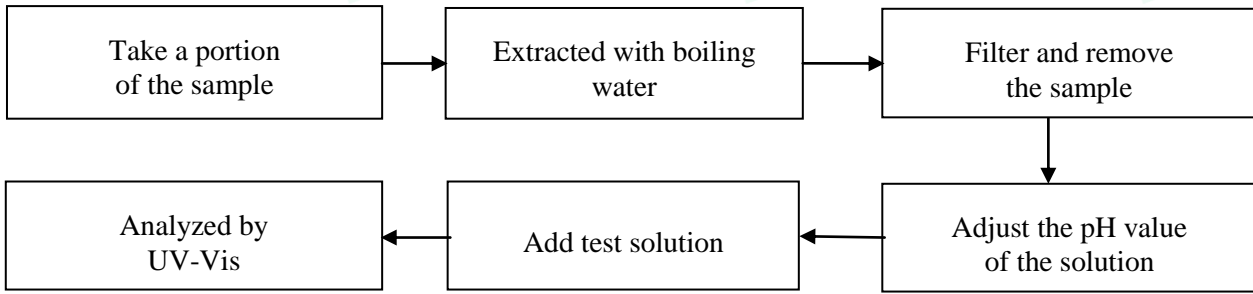 Take a portion
of the sample
Extracted with boiling
water
Filter and remove
the sample
Adjust the pH value
of the solution
Add test solution
Analyzed by
UV-Vis